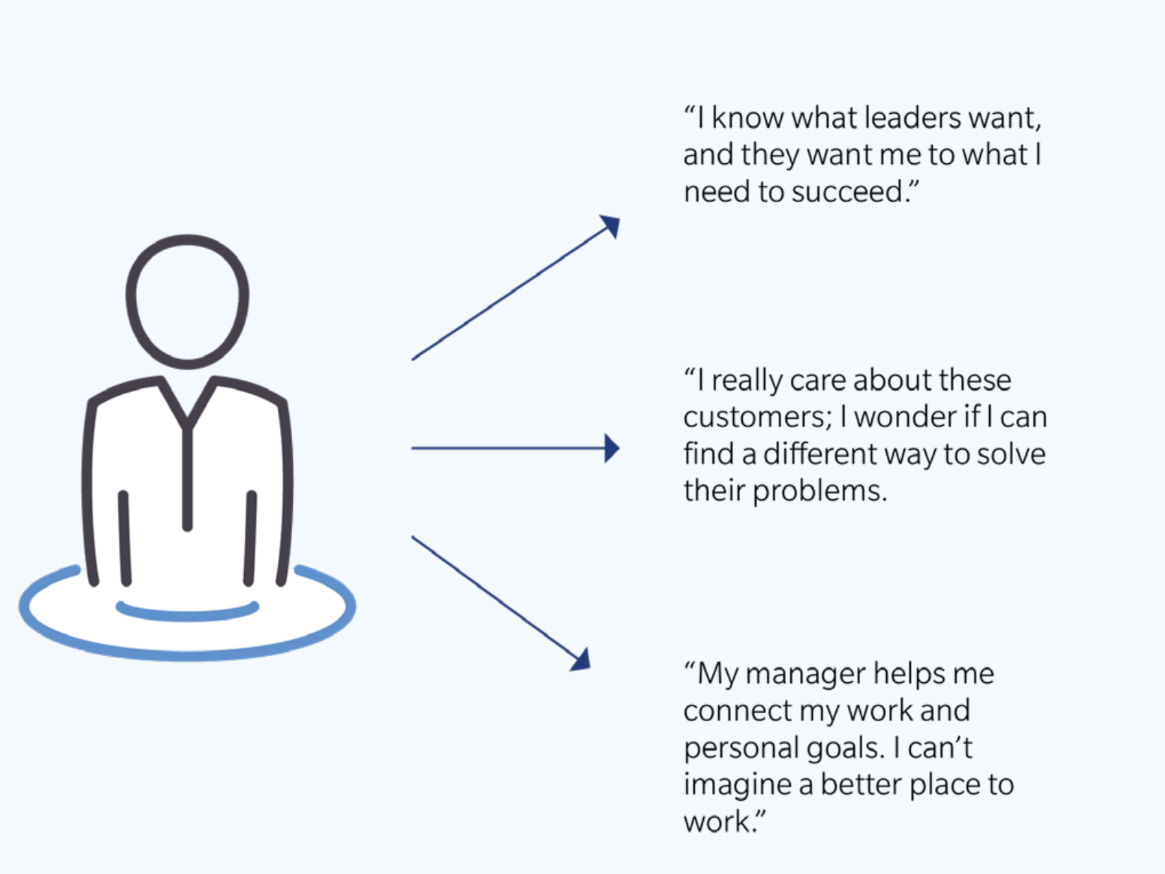 “I know what leaders want,
and they want me to what I
need to succeed.”
“I really care about these
customers; I wonder if I can
find a different way to solve
their problems.
“My manager helps me
connect my work and
personal goals. I can’t
imagine a better place to
work.”